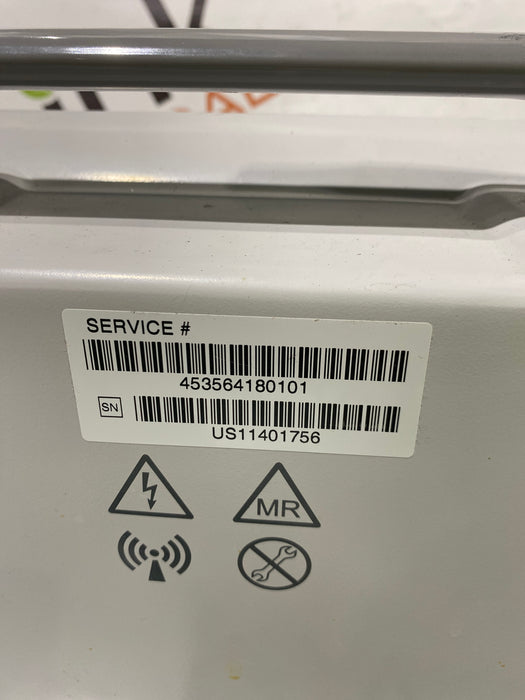 SERVICE #
453564180101
SN
US11401756
MR